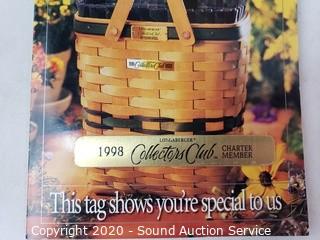 LONGABERGER®
1998 Collectors Club CHARTER MEMBER
This tag shows you're special to us
Copyright 2020 - Sound Auction Service